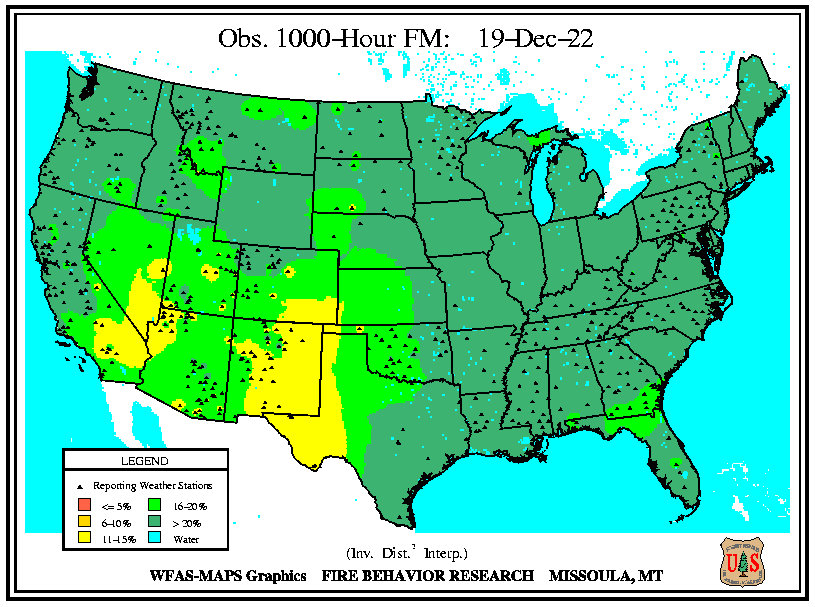 Obs. 1000-Hour FM: 19-Dec-22
LEGEND
Reporting Weather Stations
<= 5% 16-20%
6-10% > 20%
11-15% Water
(Inv. Dist.² Interp.)
WFAS-MAPS Graphics FIRE BEHAVIOR RESEARCH MISSOULA, MT
U S